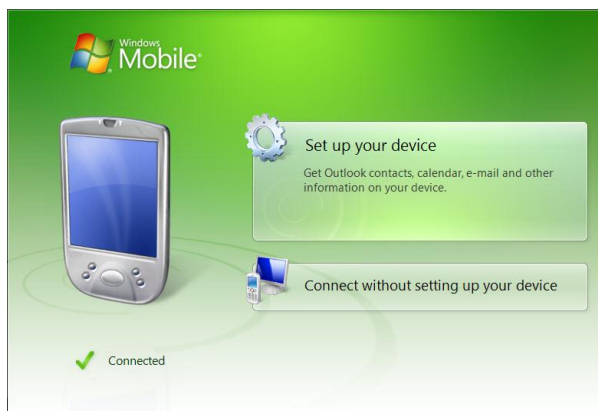 Windows
Mobile®
Set up your device
Get Outlook contacts, calendar, e-mail and other
information on your device.
Connect without setting up your device
Connected